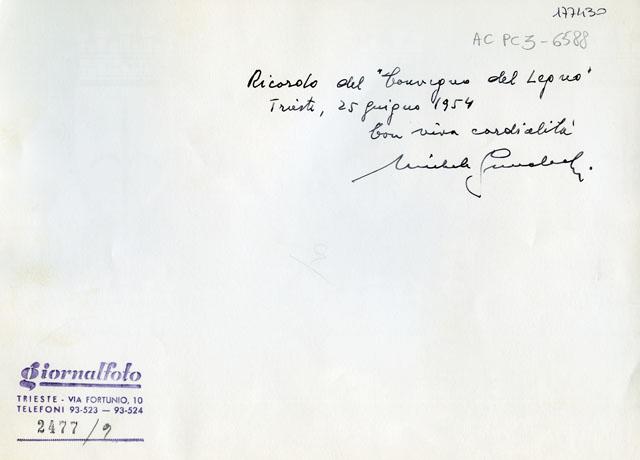 177430
AC PC3-6588
Ricordo del "Convegno del Legno"
Trieste, 25 giugno 1954
Con viva cordialità
Michele
Giornalfoto
TRIESTE - VIA FORTUNIO, 10
TELEFONI 93-523 — 93-524
2477/9